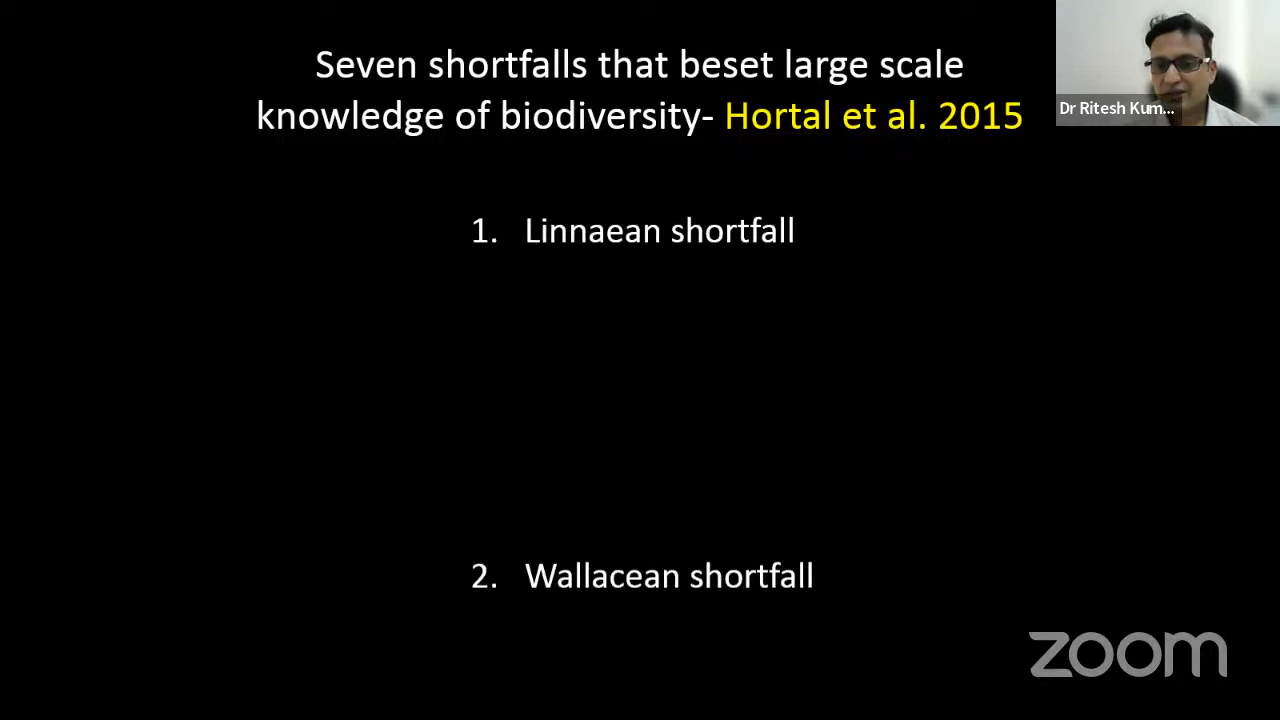 Seven shortfalls that beset large scale
knowledge of biodiversity- Hortal et al. 2015
Dr Ritesh Kum...
1. Linnaean shortfall
2. Wallacean shortfall
zoom